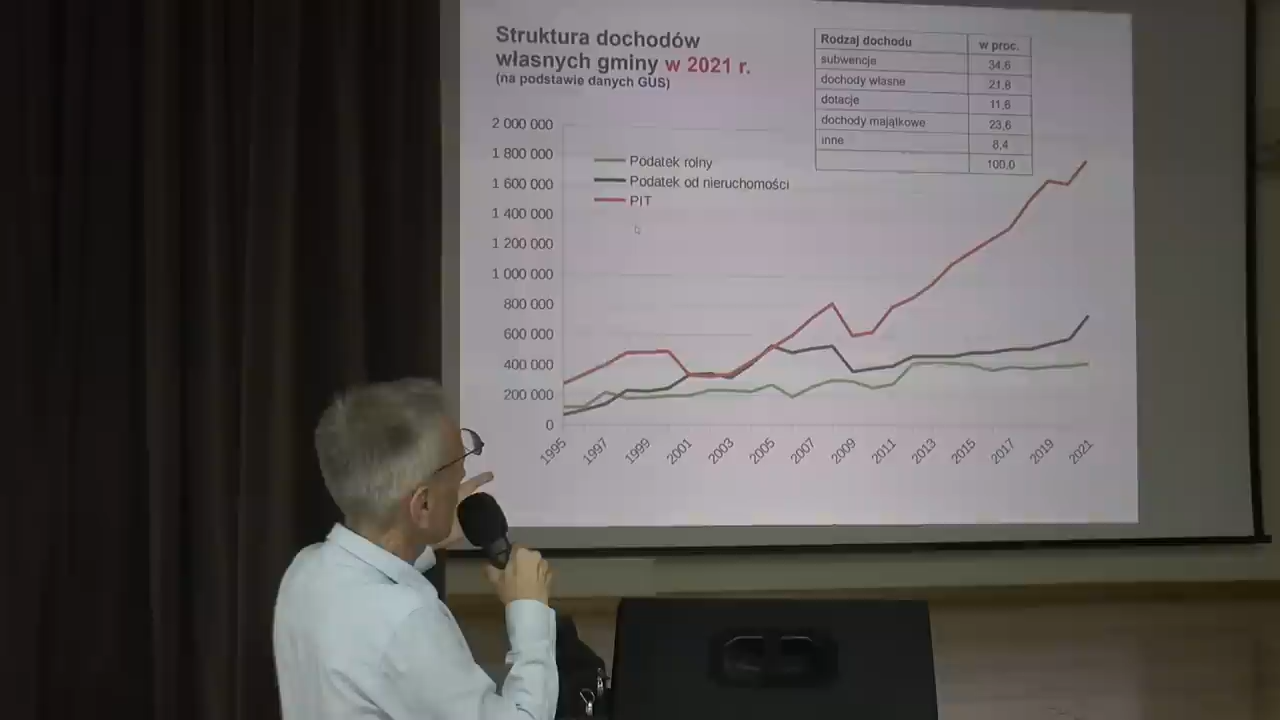 Struktura dochodów
własnych gminy w 2021 r.
(na podstawie danych GUS)
Rodzaj dochodu w proc.
subwencje 34,6
dochody własne 21,8
dotacje 11,6
dochody majątkowe 23,6
inne 8,4
100,0
2 000 000
1 800 000
1 600 000
1 400 000
1 200 000
1 000 000
800 000
600 000
400 000
200 000
0
Podatek rolny
Podatek od nieruchomości
PIT
1995 1997 1999 2001 2003 2005 2007 2009 2011 2013 2015 2017 2019 2021